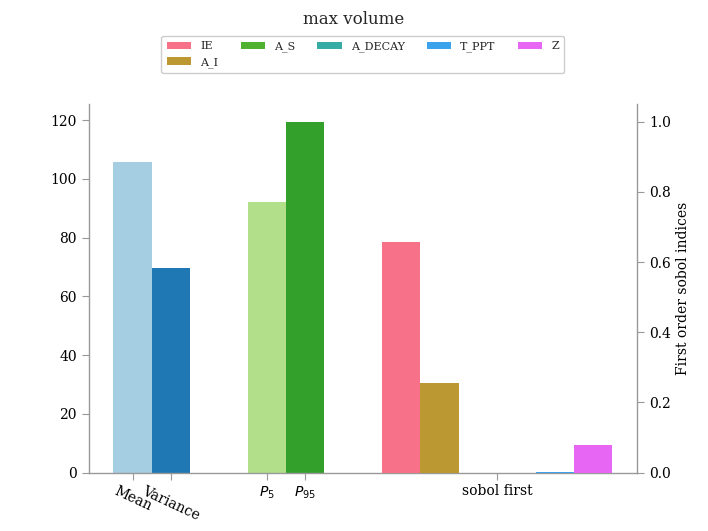 max volume
IE A_S A_DECAY T_PPT Z
A_I
120
100
80
60
40
20
0
1.0
0.8
0.6
0.4
0.2
0.0
First order sobol indices
Mean Variance P5 P95 sobol first